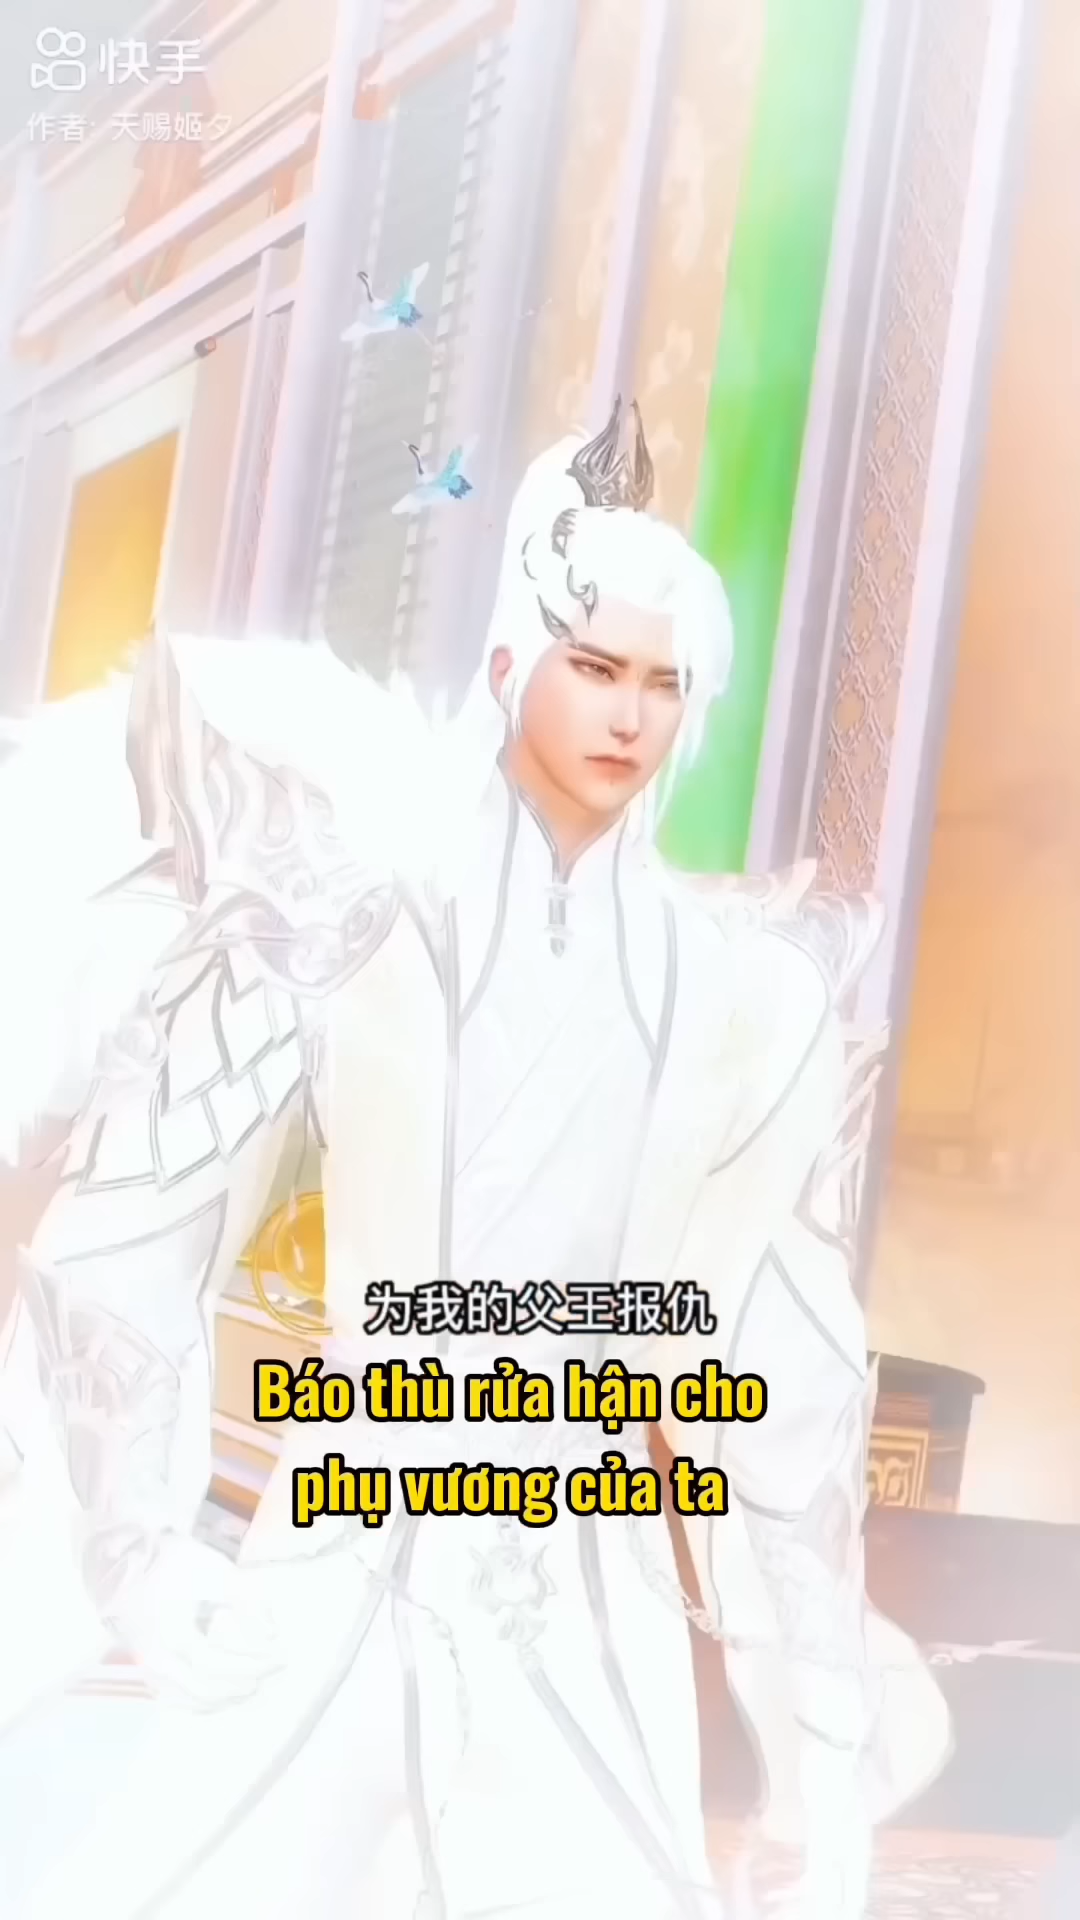 快手
作者: 天赐姬夕
为我的父王报仇
Báo thù rửa hận cho
phụ vương của ta